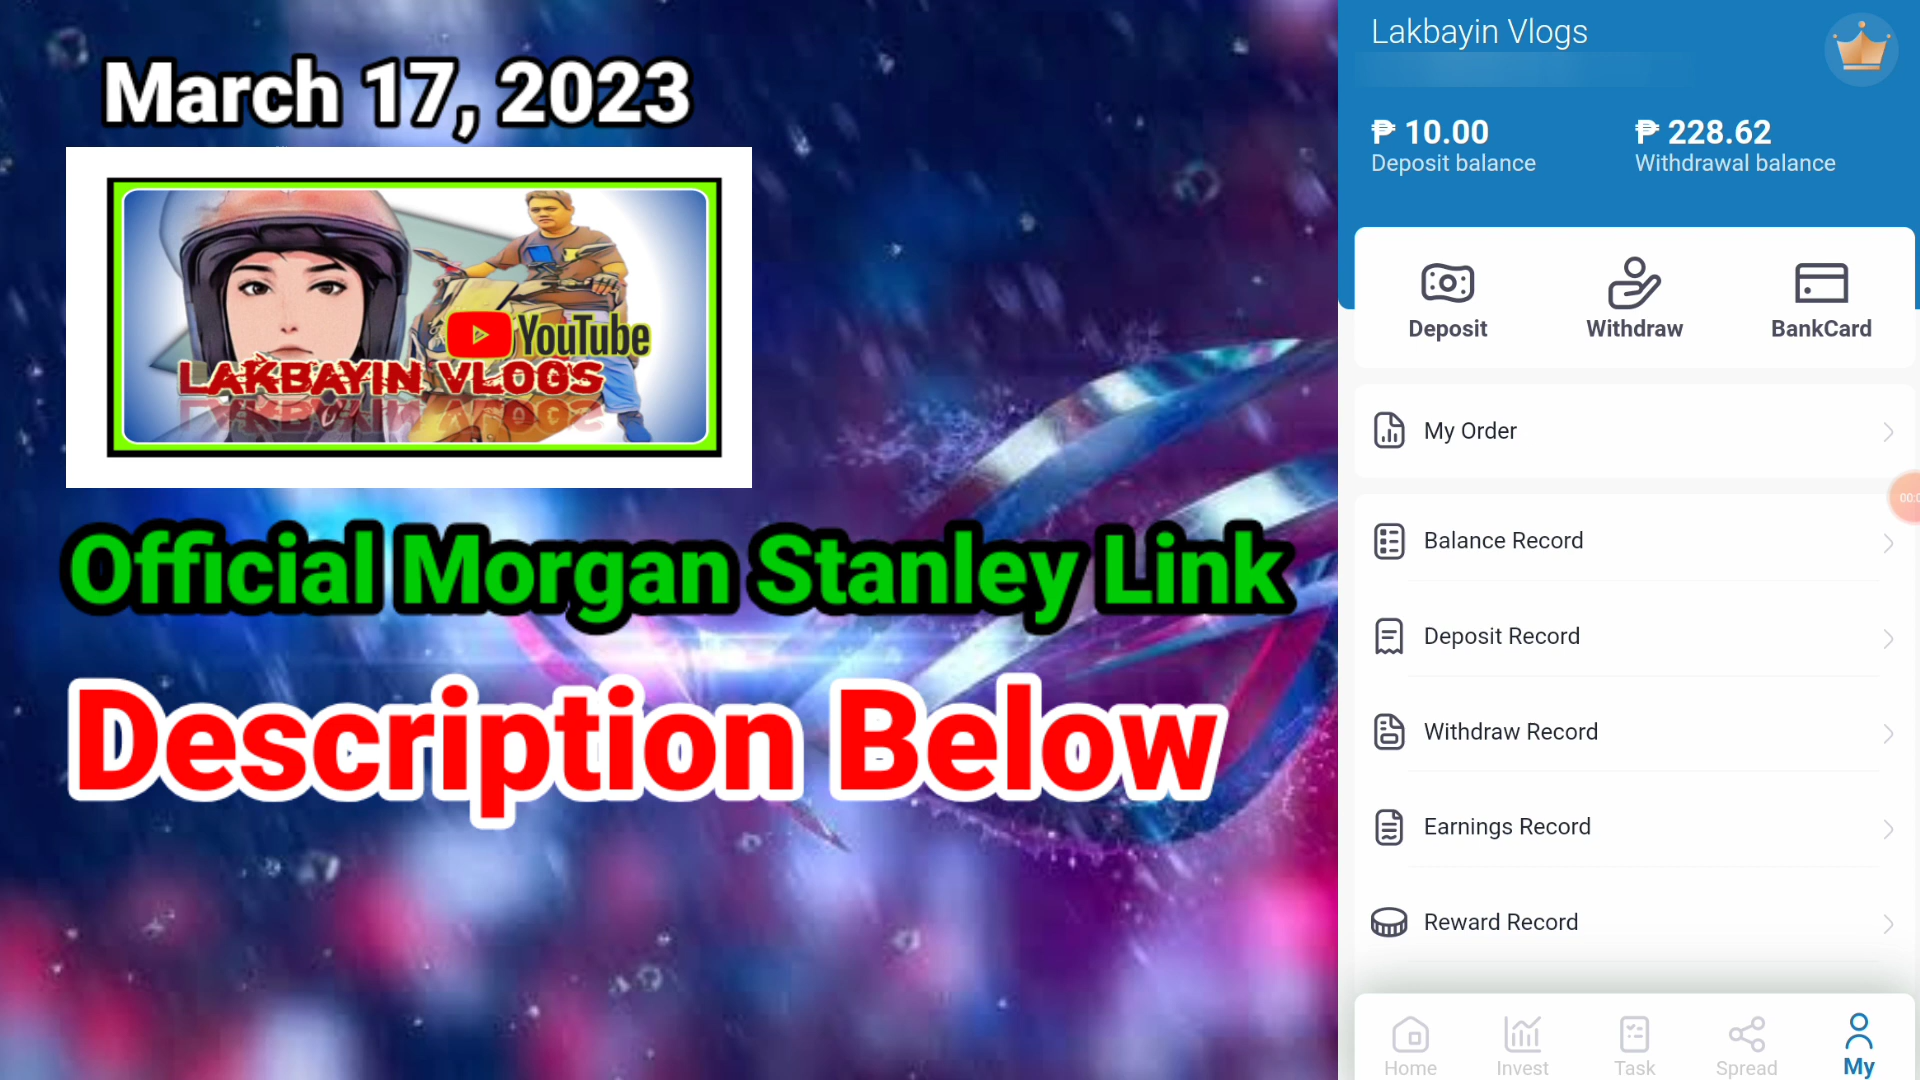 March 17, 2023
YouTube
LAKBAYIN VLOGS
Official Morgan Stanley Link
Description Below
Lakbayin Vlogs
₱ 10.00
Deposit balance
₱ 228.62
Withdrawal balance
Deposit
Withdraw
BankCard
My Order
Balance Record
Deposit Record
Withdraw Record
Earnings Record
Reward Record
Home
Invest
Task
Spread
My